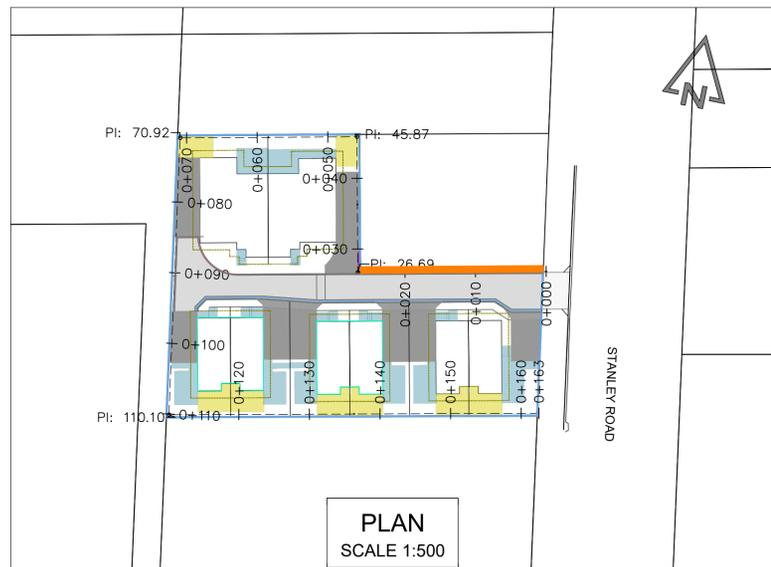 N
PI: 70.92
PI: 45.87
0+070
0+060
0+050
0+040
0+080
0+030
PI: 26.69
0+090
0+020
0+010
0+000
0+100
0+120
0+130
0+140
0+150
0+160
0+163
PI: 110.10
0+110
STANLEY ROAD
PLAN
SCALE 1:500